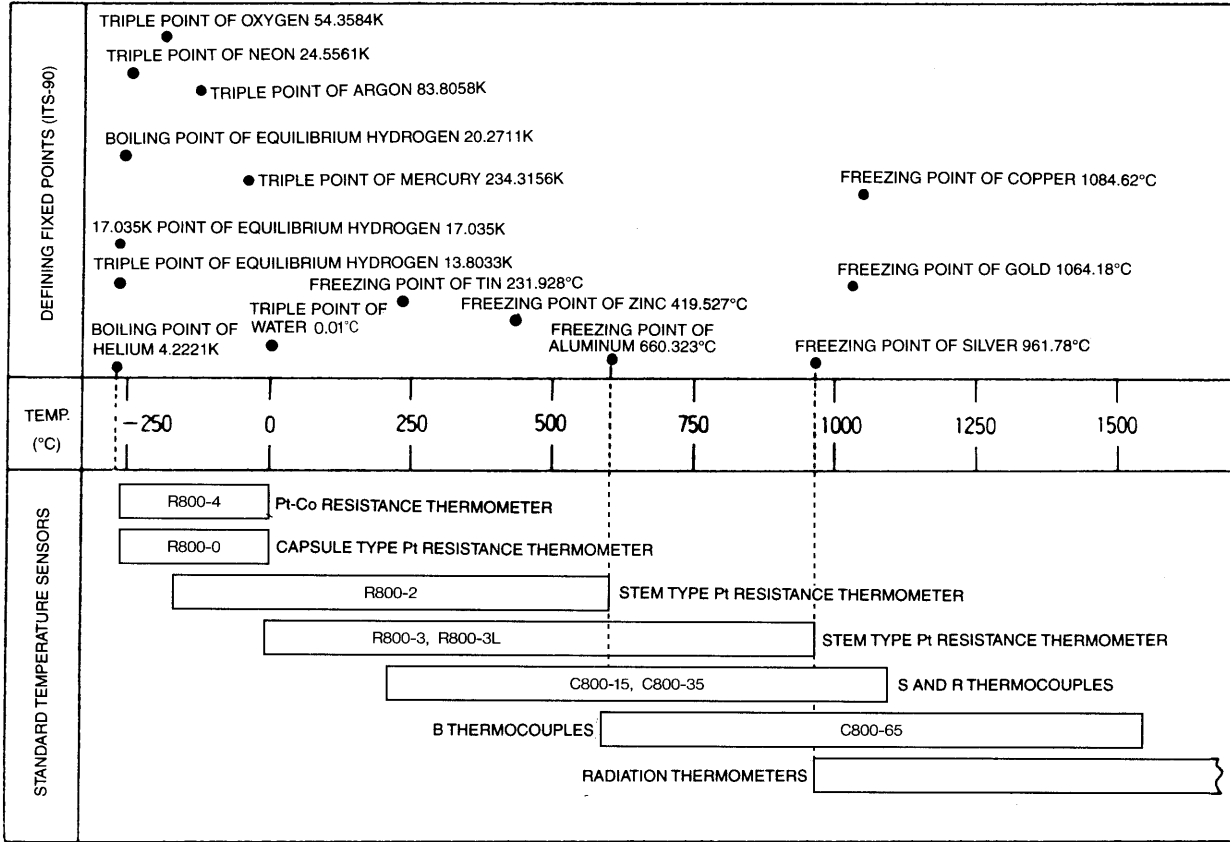 DEFINING FIXED POINTS (ITS-90)
TRIPLE POINT OF OXYGEN 54.3584K
TRIPLE POINT OF NEON 24.5561K
TRIPLE POINT OF ARGON 83.8058K
BOILING POINT OF EQUILIBRIUM HYDROGEN 20.2711K
TRIPLE POINT OF MERCURY 234.3156K
FREEZING POINT OF COPPER 1084.62°C
17.035K POINT OF EQUILIBRIUM HYDROGEN 17.035K
TRIPLE POINT OF EQUILIBRIUM HYDROGEN 13.8033K
FREEZING POINT OF GOLD 1064.18°C
FREEZING POINT OF TIN 231.928°C
TRIPLE POINT OF
WATER 0.01°C
FREEZING POINT OF ZINC 419.527°C
BOILING POINT OF
HELIUM 4.2221K
FREEZING POINT OF
ALUMINUM 660.323°C
FREEZING POINT OF SILVER 961.78°C
TEMP.
(°C)
-250 0 250 500 750 1000 1250 1500
STANDARD TEMPERATURE SENSORS
R800-4 Pt-Co RESISTANCE THERMOMETER
R800-0 CAPSULE TYPE Pt RESISTANCE THERMOMETER
R800-2 STEM TYPE Pt RESISTANCE THERMOMETER
R800-3, R800-3L STEM TYPE Pt RESISTANCE THERMOMETER
C800-15, C800-35 S AND R THERMOCOUPLES
B THERMOCOUPLES C800-65
RADIATION THERMOMETERS